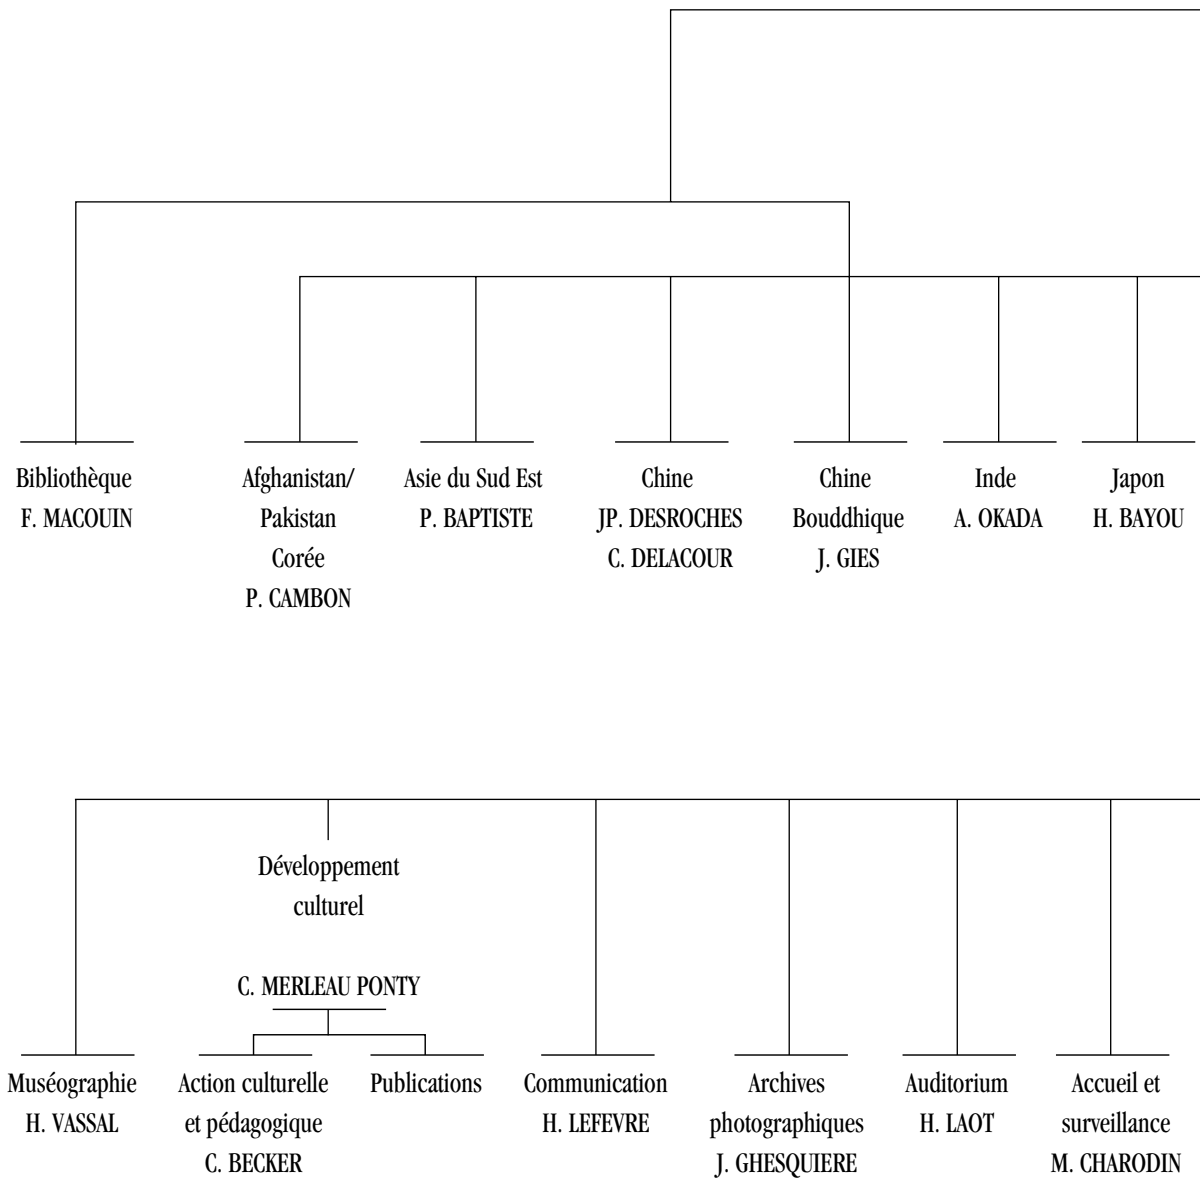 Bibliothèque
F. MACOUIN
Afghanistan/
Pakistan
Corée
P. CAMBON
Asie du Sud Est
P. BAPTISTE
Chine
JP. DESROCHES
C. DELACOUR
Chine
Bouddhique
J. GIES
Inde
A. OKADA
Japon
H. BAYOU
Développement
culturel
C. MERLEAU PONTY
Muséographie
H. VASSAL
Action culturelle
et pédagogique
C. BECKER
Publications
Communication
H. LEFEVRE
Archives
photographiques
J. GHESQUIERE
Auditorium
H. LAOT
Accueil et
surveillance
M. CHARODIN